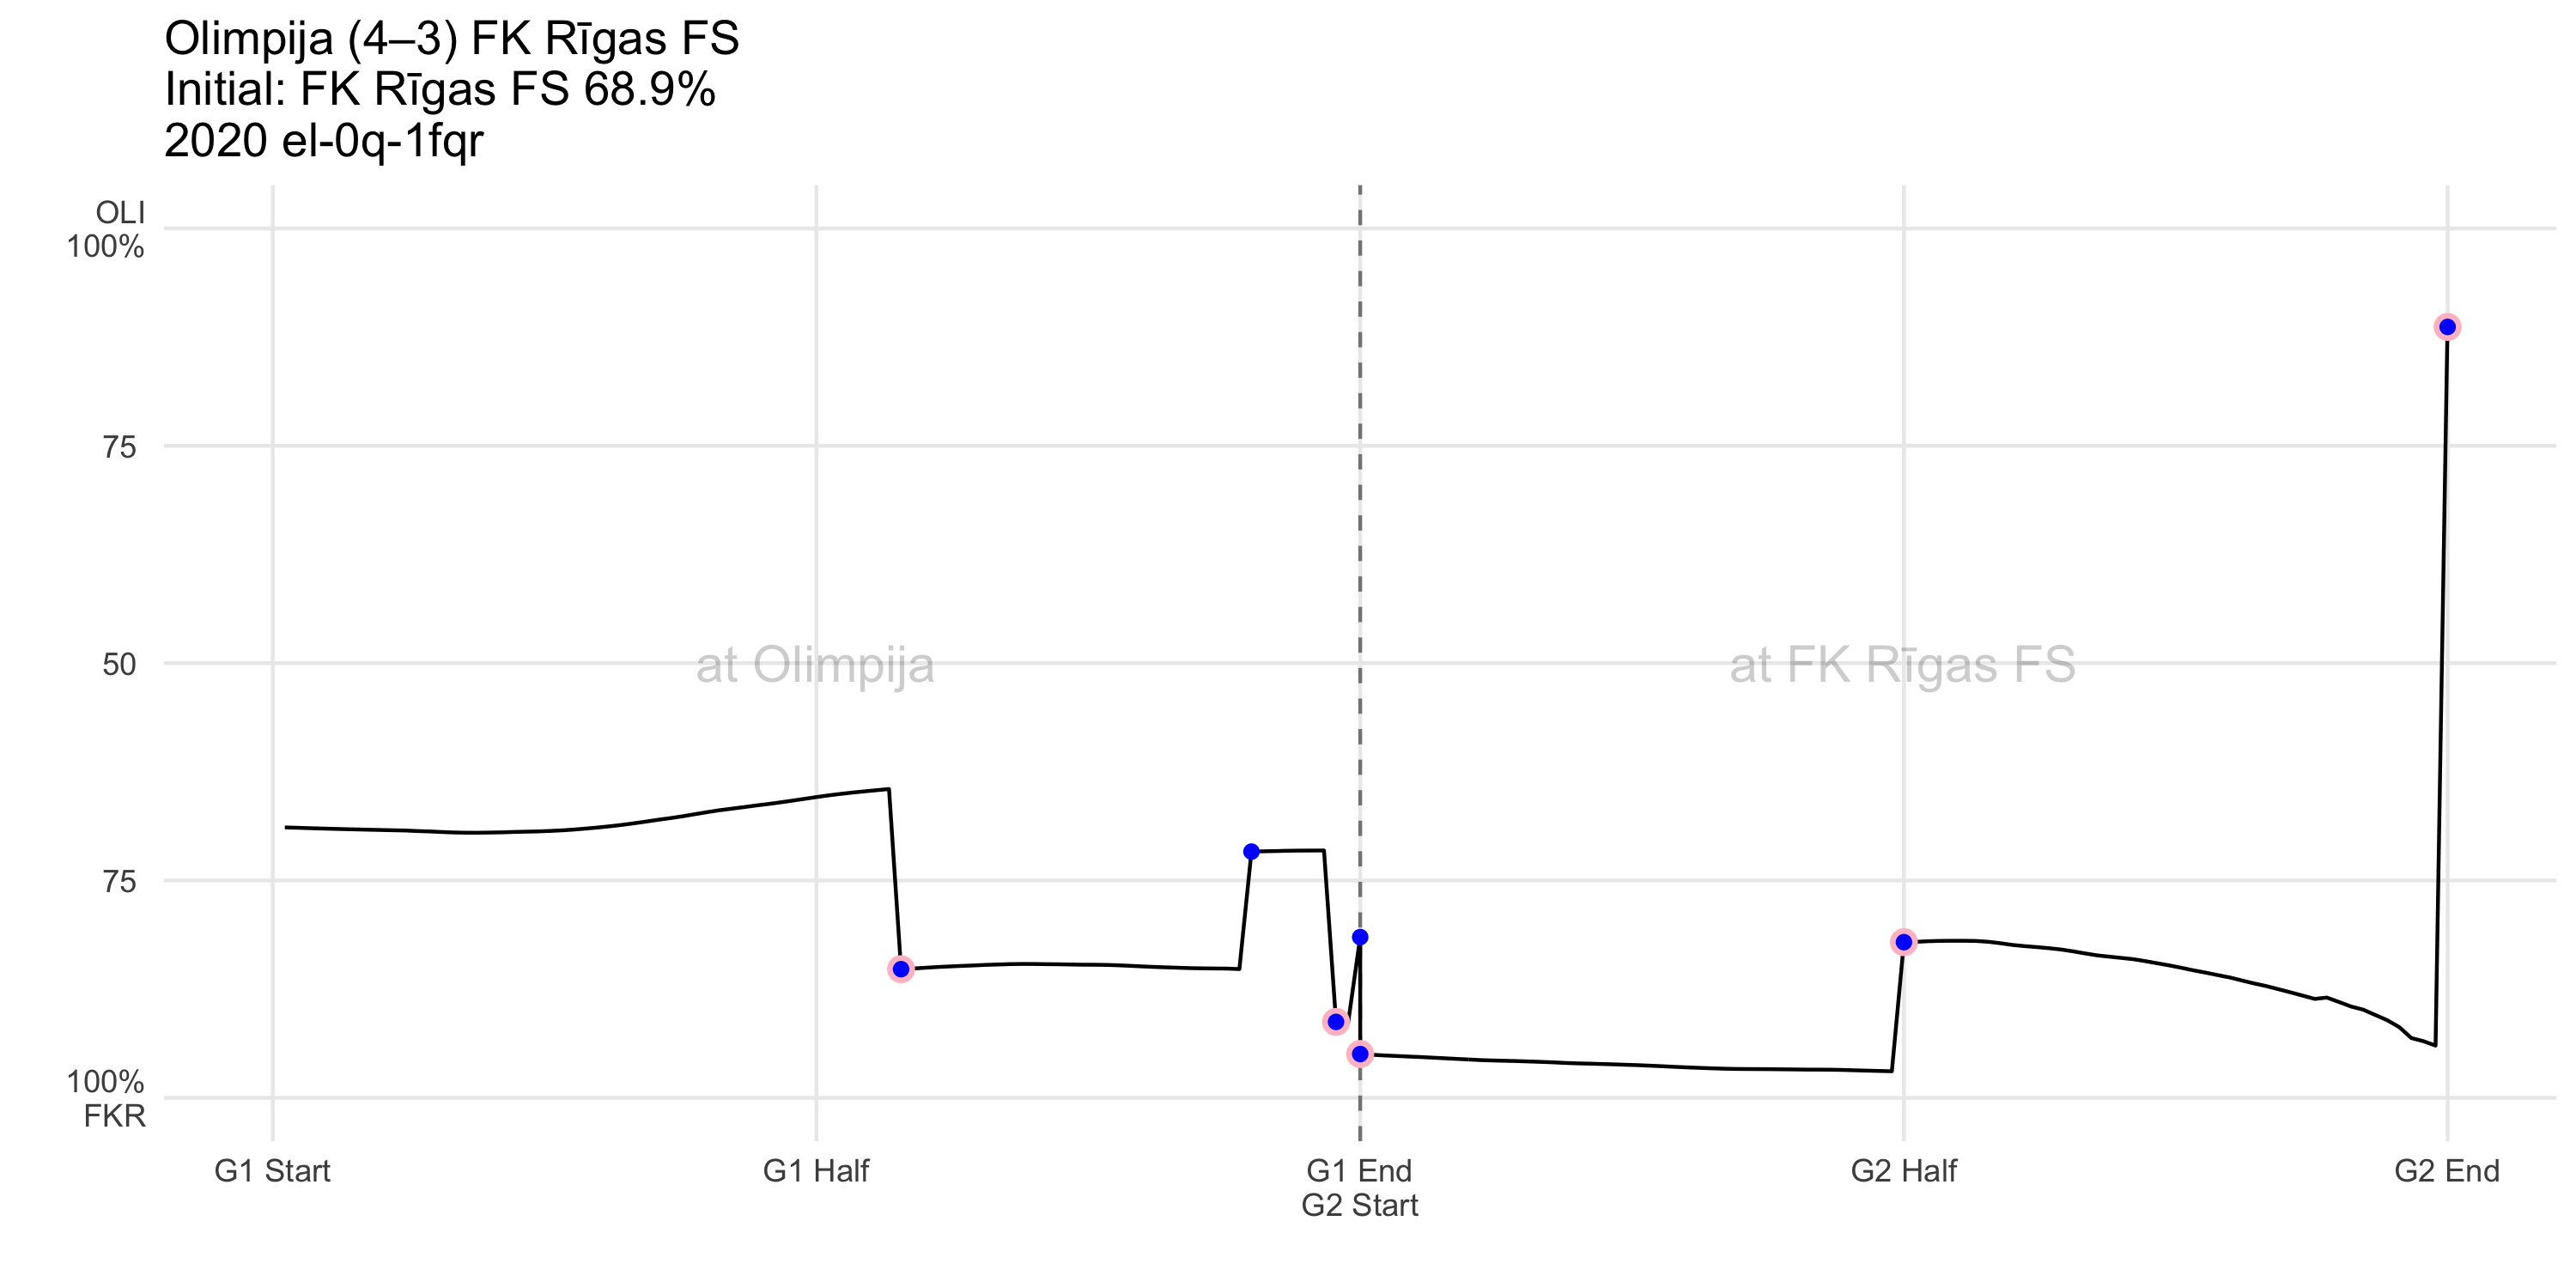 Olimpija (4–3) FK Rīgas FS
Initial: FK Rīgas FS 68.9%
2020 el-0q-1fqr
OLI
100%
75
50
75
100%
FKR
at Olimpija
at FK Rīgas FS
G1 Start
G1 Half
G1 End
G2 Start
G2 Half
G2 End